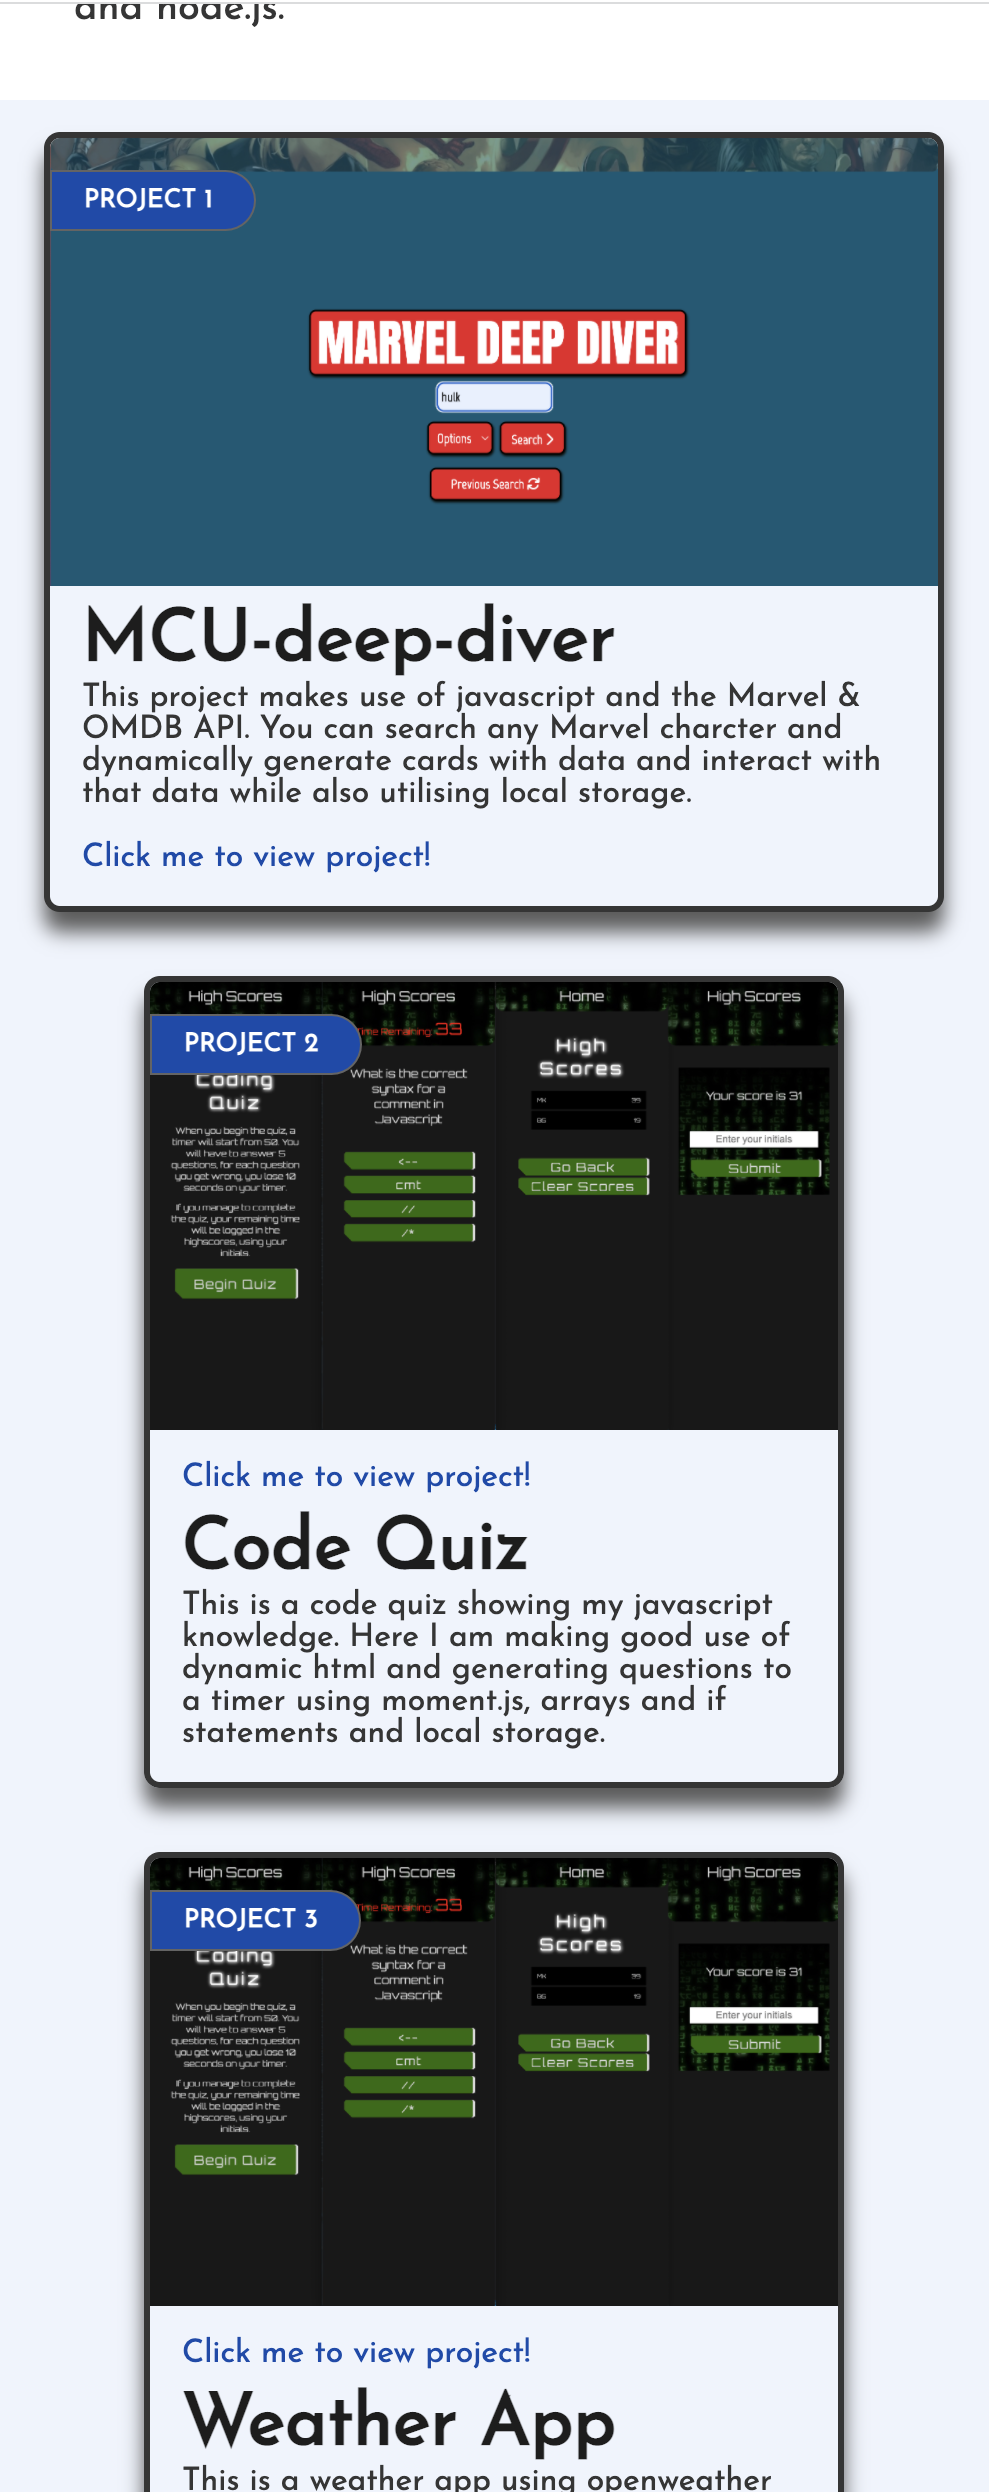 and node.js.
PROJECT 1
MARVEL DEEP DIVER
hulk
Options
Search
Previous Search
MCU-deep-diver
This project makes use of javascript and the Marvel &
OMDB API. You can search any Marvel charcter and
dynamically generate cards with data and interact with
that data while also utilising local storage.
Click me to view project!
PROJECT 2
High Scores
Coding
Quiz
When you begin the quiz, a
timer will start from 50. You
will have to answer 5
questions, for each question
you get wrong, you lose 10
seconds on your timer.
If you manage to complete
the quiz, your remaining time
will be logged in the
highscores, using your
initials.
Begin Quiz
High Scores
Time Remaining: 33
What is the correct
syntax for a
comment in
Javascript
<--
cmt
//
/*
Home
High
Scores
MK 39
BG 19
Go Back
Clear Scores
High Scores
Your score is 31
Enter your initials
Submit
Click me to view project!
Code Quiz
This is a code quiz showing my javascript
knowledge. Here I am making good use of
dynamic html and generating questions to
a timer using moment.js, arrays and if
statements and local storage.
PROJECT 3
High Scores
Coding
Quiz
When you begin the quiz, a
timer will start from 50. You
will have to answer 5
questions, for each question
you get wrong, you lose 10
seconds on your timer.
If you manage to complete
the quiz, your remaining time
will be logged in the
highscores, using your
initials.
Begin Quiz
High Scores
Time Remaining: 33
What is the correct
syntax for a
comment in
Javascript
<--
cmt
//
/*
Home
High
Scores
MK 39
BG 19
Go Back
Clear Scores
High Scores
Your score is 31
Enter your initials
Submit
Click me to view project!
Weather App
This is a weather app using openweather